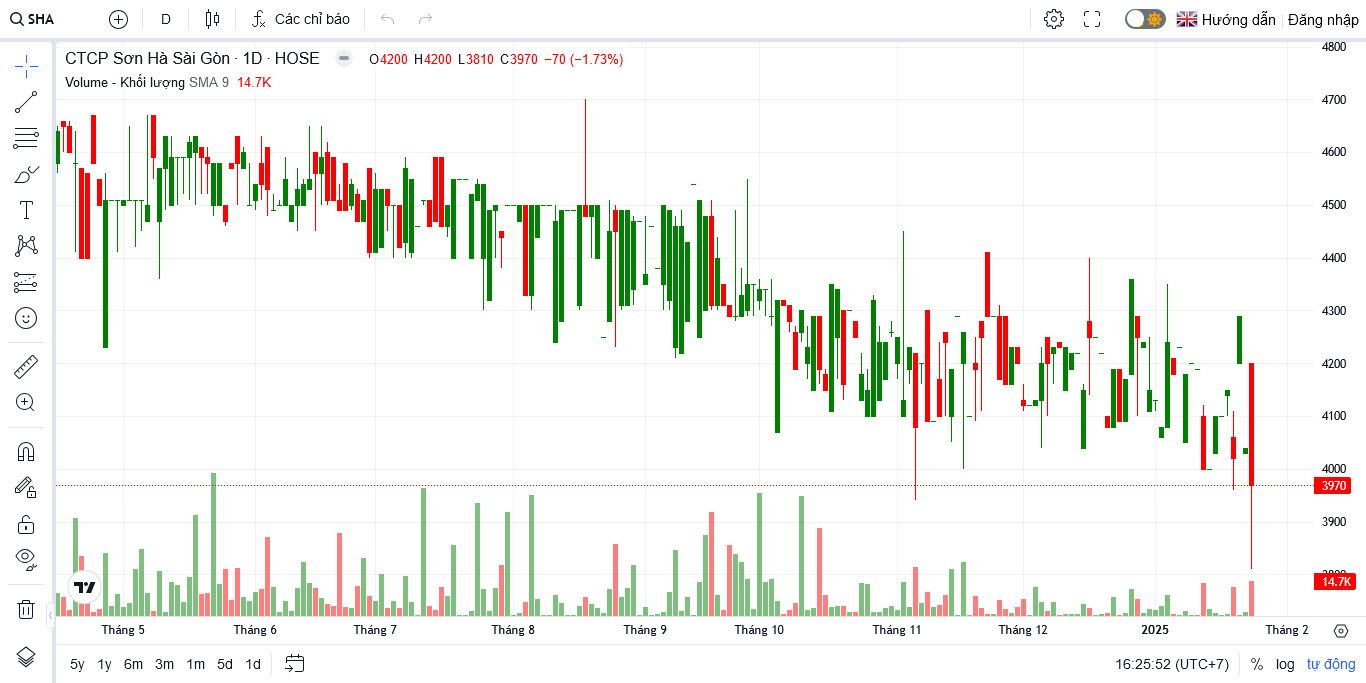 SHA D Các chỉ báo Hướng dẫn Đăng nhập
CTCP Sơn Hà Sài Gòn · 1D · HOSE O4200 H4200 L3810 C3970 −70 (−1.73%)
Volume - Khối lượng SMA 9 14.7K
4800
4700
4600
4500
4400
4300
4200
4100
4000
3970
3900
3800
14.7K
Tháng 5 Tháng 6 Tháng 7 Tháng 8 Tháng 9 Tháng 10 Tháng 11 Tháng 12 2025 Tháng 2
5y 1y 6m 3m 1m 5d 1d 16:25:52 (UTC+7) % log tự động